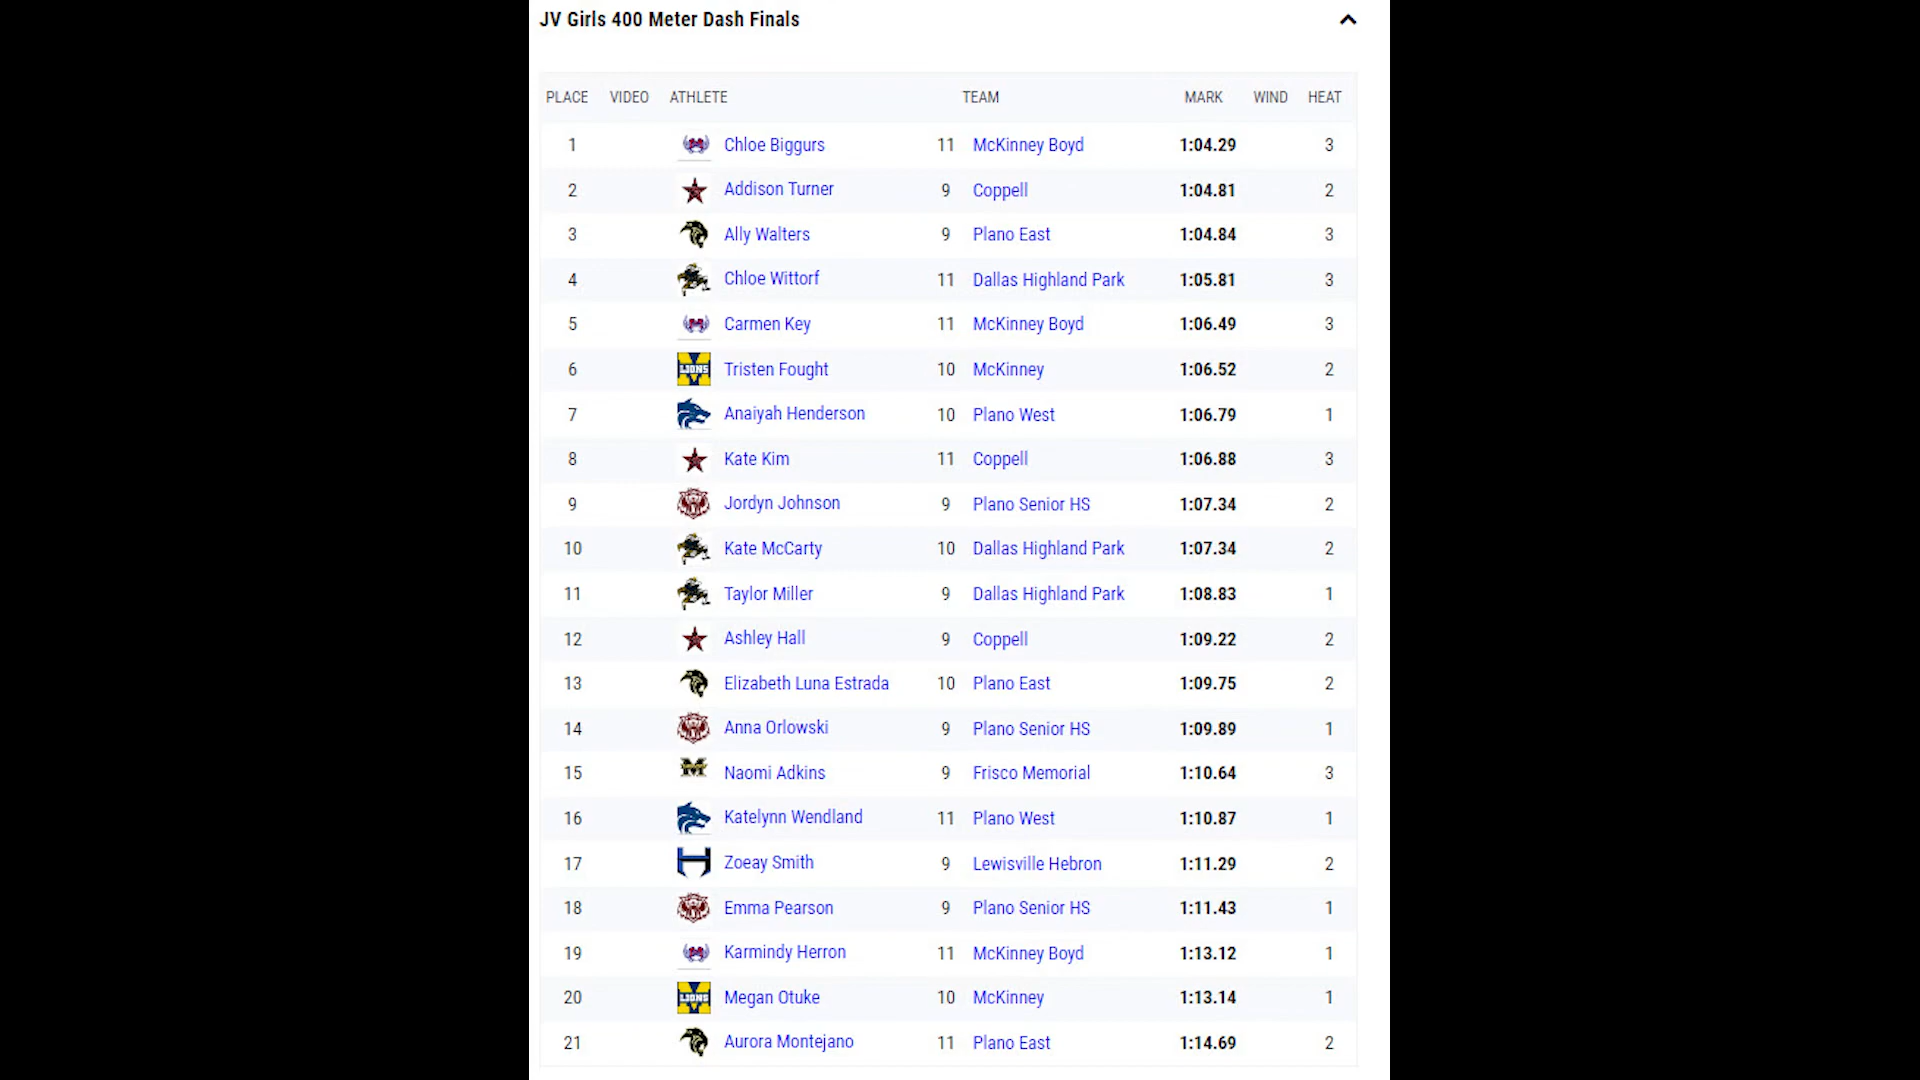 JV Girls 400 Meter Dash Finals
PLACE VIDEO ATHLETE TEAM MARK WIND HEAT
1 Chloe Biggurs 11 McKinney Boyd 1:04.29 3
2 Addison Turner 9 Coppell 1:04.81 2
3 Ally Walters 9 Plano East 1:04.84 3
4 Chloe Wittorf 11 Dallas Highland Park 1:05.81 3
5 Carmen Key 11 McKinney Boyd 1:06.49 3
6 LIONS Tristen Fought 10 McKinney 1:06.52 2
7 Anaiyah Henderson 10 Plano West 1:06.79 1
8 Kate Kim 11 Coppell 1:06.88 3
9 Jordyn Johnson 9 Plano Senior HS 1:07.34 2
10 Kate McCarty 10 Dallas Highland Park 1:07.34 2
11 Taylor Miller 9 Dallas Highland Park 1:08.83 1
12 Ashley Hall 9 Coppell 1:09.22 2
13 Elizabeth Luna Estrada 10 Plano East 1:09.75 2
14 Anna Orlowski 9 Plano Senior HS 1:09.89 1
15 M Naomi Adkins 9 Frisco Memorial 1:10.64 3
16 Katelynn Wendland 11 Plano West 1:10.87 1
17 H Zoeay Smith 9 Lewisville Hebron 1:11.29 2
18 Emma Pearson 9 Plano Senior HS 1:11.43 1
19 Karmindy Herron 11 McKinney Boyd 1:13.12 1
20 LIONS Megan Otuke 10 McKinney 1:13.14 1
21 Aurora Montejano 11 Plano East 1:14.69 2